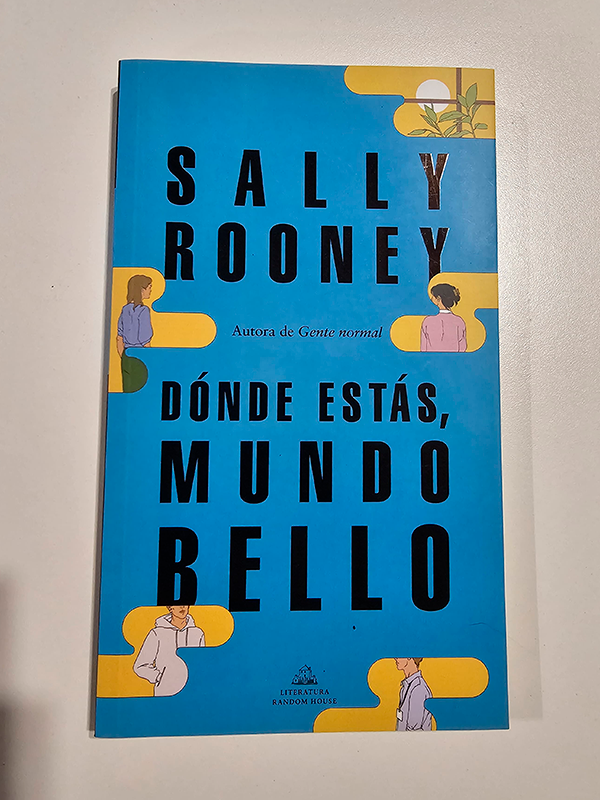 SALLY
ROONEY
Autora de Gente normal
DÓNDE ESTÁS,
MUNDO
BELLO
LITERATURA
RANDOM HOUSE